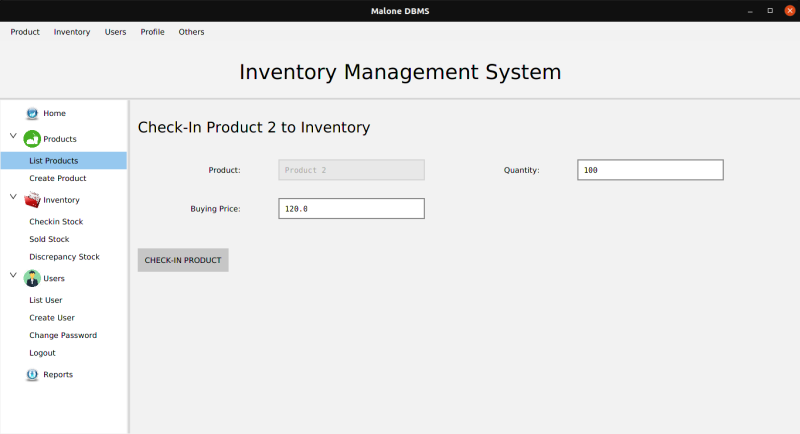 Malone DBMS
Product Inventory Users Profile Others
Inventory Management System
Home
Products
List Products
Create Product
Inventory
Checkin Stock
Sold Stock
Discrepancy Stock
Users
List User
Create User
Change Password
Logout
Reports
Check-In Product 2 to Inventory
Product: Product 2 Quantity: 100
Buying Price: 120.0
CHECK-IN PRODUCT